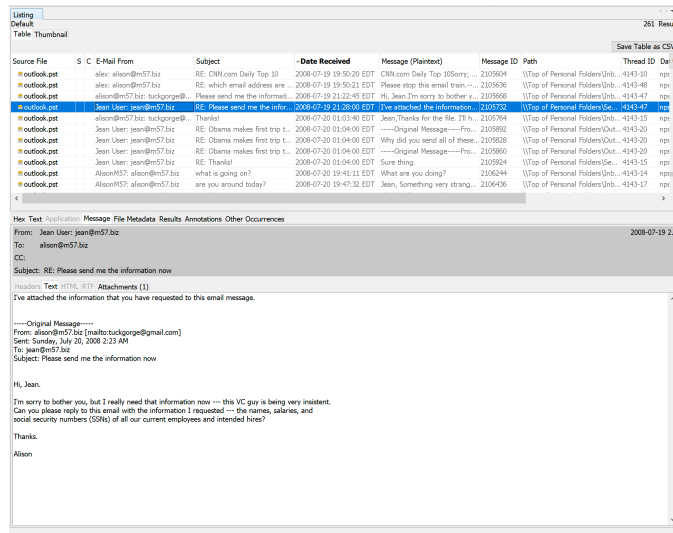 Listing
Default 261 Resu
Table Thumbnail
Save Table as CSV
Source File S C E-Mail From Subject Date Received Message (Plaintext) Message ID Path Thread ID Dat
outlook.pst alex: alison@m57.biz RE: CNN.com Daily Top 10 2008-07-19 19:50:20 EDT CNN.com Daily Top 10Sorry; ... 2105604 \\Top of Personal Folders\Inb... 4143-10 nps
outlook.pst alex: alison@m57.biz RE: which email address are ... 2008-07-19 19:50:21 EDT Please stop this email train.--... 2105636 \\Top of Personal Folders\Inb... 4143-48 nps
outlook.pst alison@m57.biz: tuckgorge@... Please send me the informati... 2008-07-19 21:22:45 EDT Hi, Jean.I'm sorry to bother y... 2105668 \\Top of Personal Folders\Inb... 4143-47 nps
outlook.pst Jean User: jean@m57.biz RE: Please send me the infor... 2008-07-19 21:28:00 EDT I've attached the information... 2105732 \\Top of Personal Folders\Se... 4143-47 nps
outlook.pst alison@m57.biz: tuckgorge@... Thanks! 2008-07-20 01:03:40 EDT Jean,Thanks for the file. I'll h... 2105764 \\Top of Personal Folders\Inb... 4143-15 nps
outlook.pst Jean User: jean@m57.biz RE: Obama makes first trip t... 2008-07-20 01:04:00 EDT -----Original Message-----Fro... 2105892 \\Top of Personal Folders\Out... 4143-20 nps
outlook.pst Jean User: jean@m57.biz RE: Obama makes first trip t... 2008-07-20 01:04:00 EDT Why did you send all of these... 2105828 \\Top of Personal Folders\Out... 4143-20 nps
outlook.pst Jean User: jean@m57.biz RE: Obama makes first trip t... 2008-07-20 01:04:00 EDT -----Original Message-----Fro... 2105860 \\Top of Personal Folders\Out... 4143-20 nps
outlook.pst Jean User: jean@m57.biz RE: Thanks! 2008-07-20 01:04:00 EDT Sure thing. 2105924 \\Top of Personal Folders\Se... 4143-15 nps
outlook.pst AlisonM57: alison@m57.biz what is going on? 2008-07-20 19:41:11 EDT What are you doing? 2106244 \\Top of Personal Folders\Inb... 4143-14 nps
outlook.pst AlisonM57: alison@m57.biz are you around today? 2008-07-20 19:47:32 EDT Jean, Something very strang... 2106436 \\Top of Personal Folders\Inb... 4143-17 nps
Hex Text Application Message File Metadata Results Annotations Other Occurrences
From: Jean User: jean@m57.biz 2008-07-19 2.
To: alison@m57.biz
CC:
Subject: RE: Please send me the information now
Headers Text HTML RTF Attachments (1)
I've attached the information that you have requested to this email message.
-----Original Message-----
From: alison@m57.biz [mailto:tuckgorge@gmail.com]
Sent: Sunday, July 20, 2008 2:23 AM
To: jean@m57.biz
Subject: Please send me the information now
Hi, Jean.
I'm sorry to bother you, but I really need that information now --- this VC guy is being very insistent.
Can you please reply to this email with the information I requested --- the names, salaries, and
social security numbers (SSNs) of all our current employees and intended hires?
Thanks.
Alison